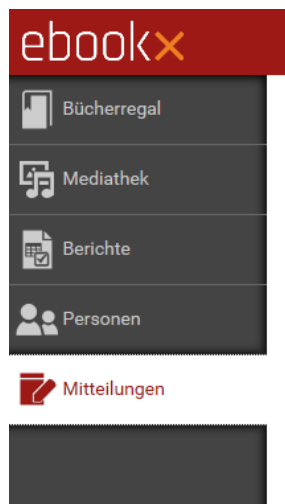 ebookx
Bücherregal
Mediathek
Berichte
Personen
Mitteilungen